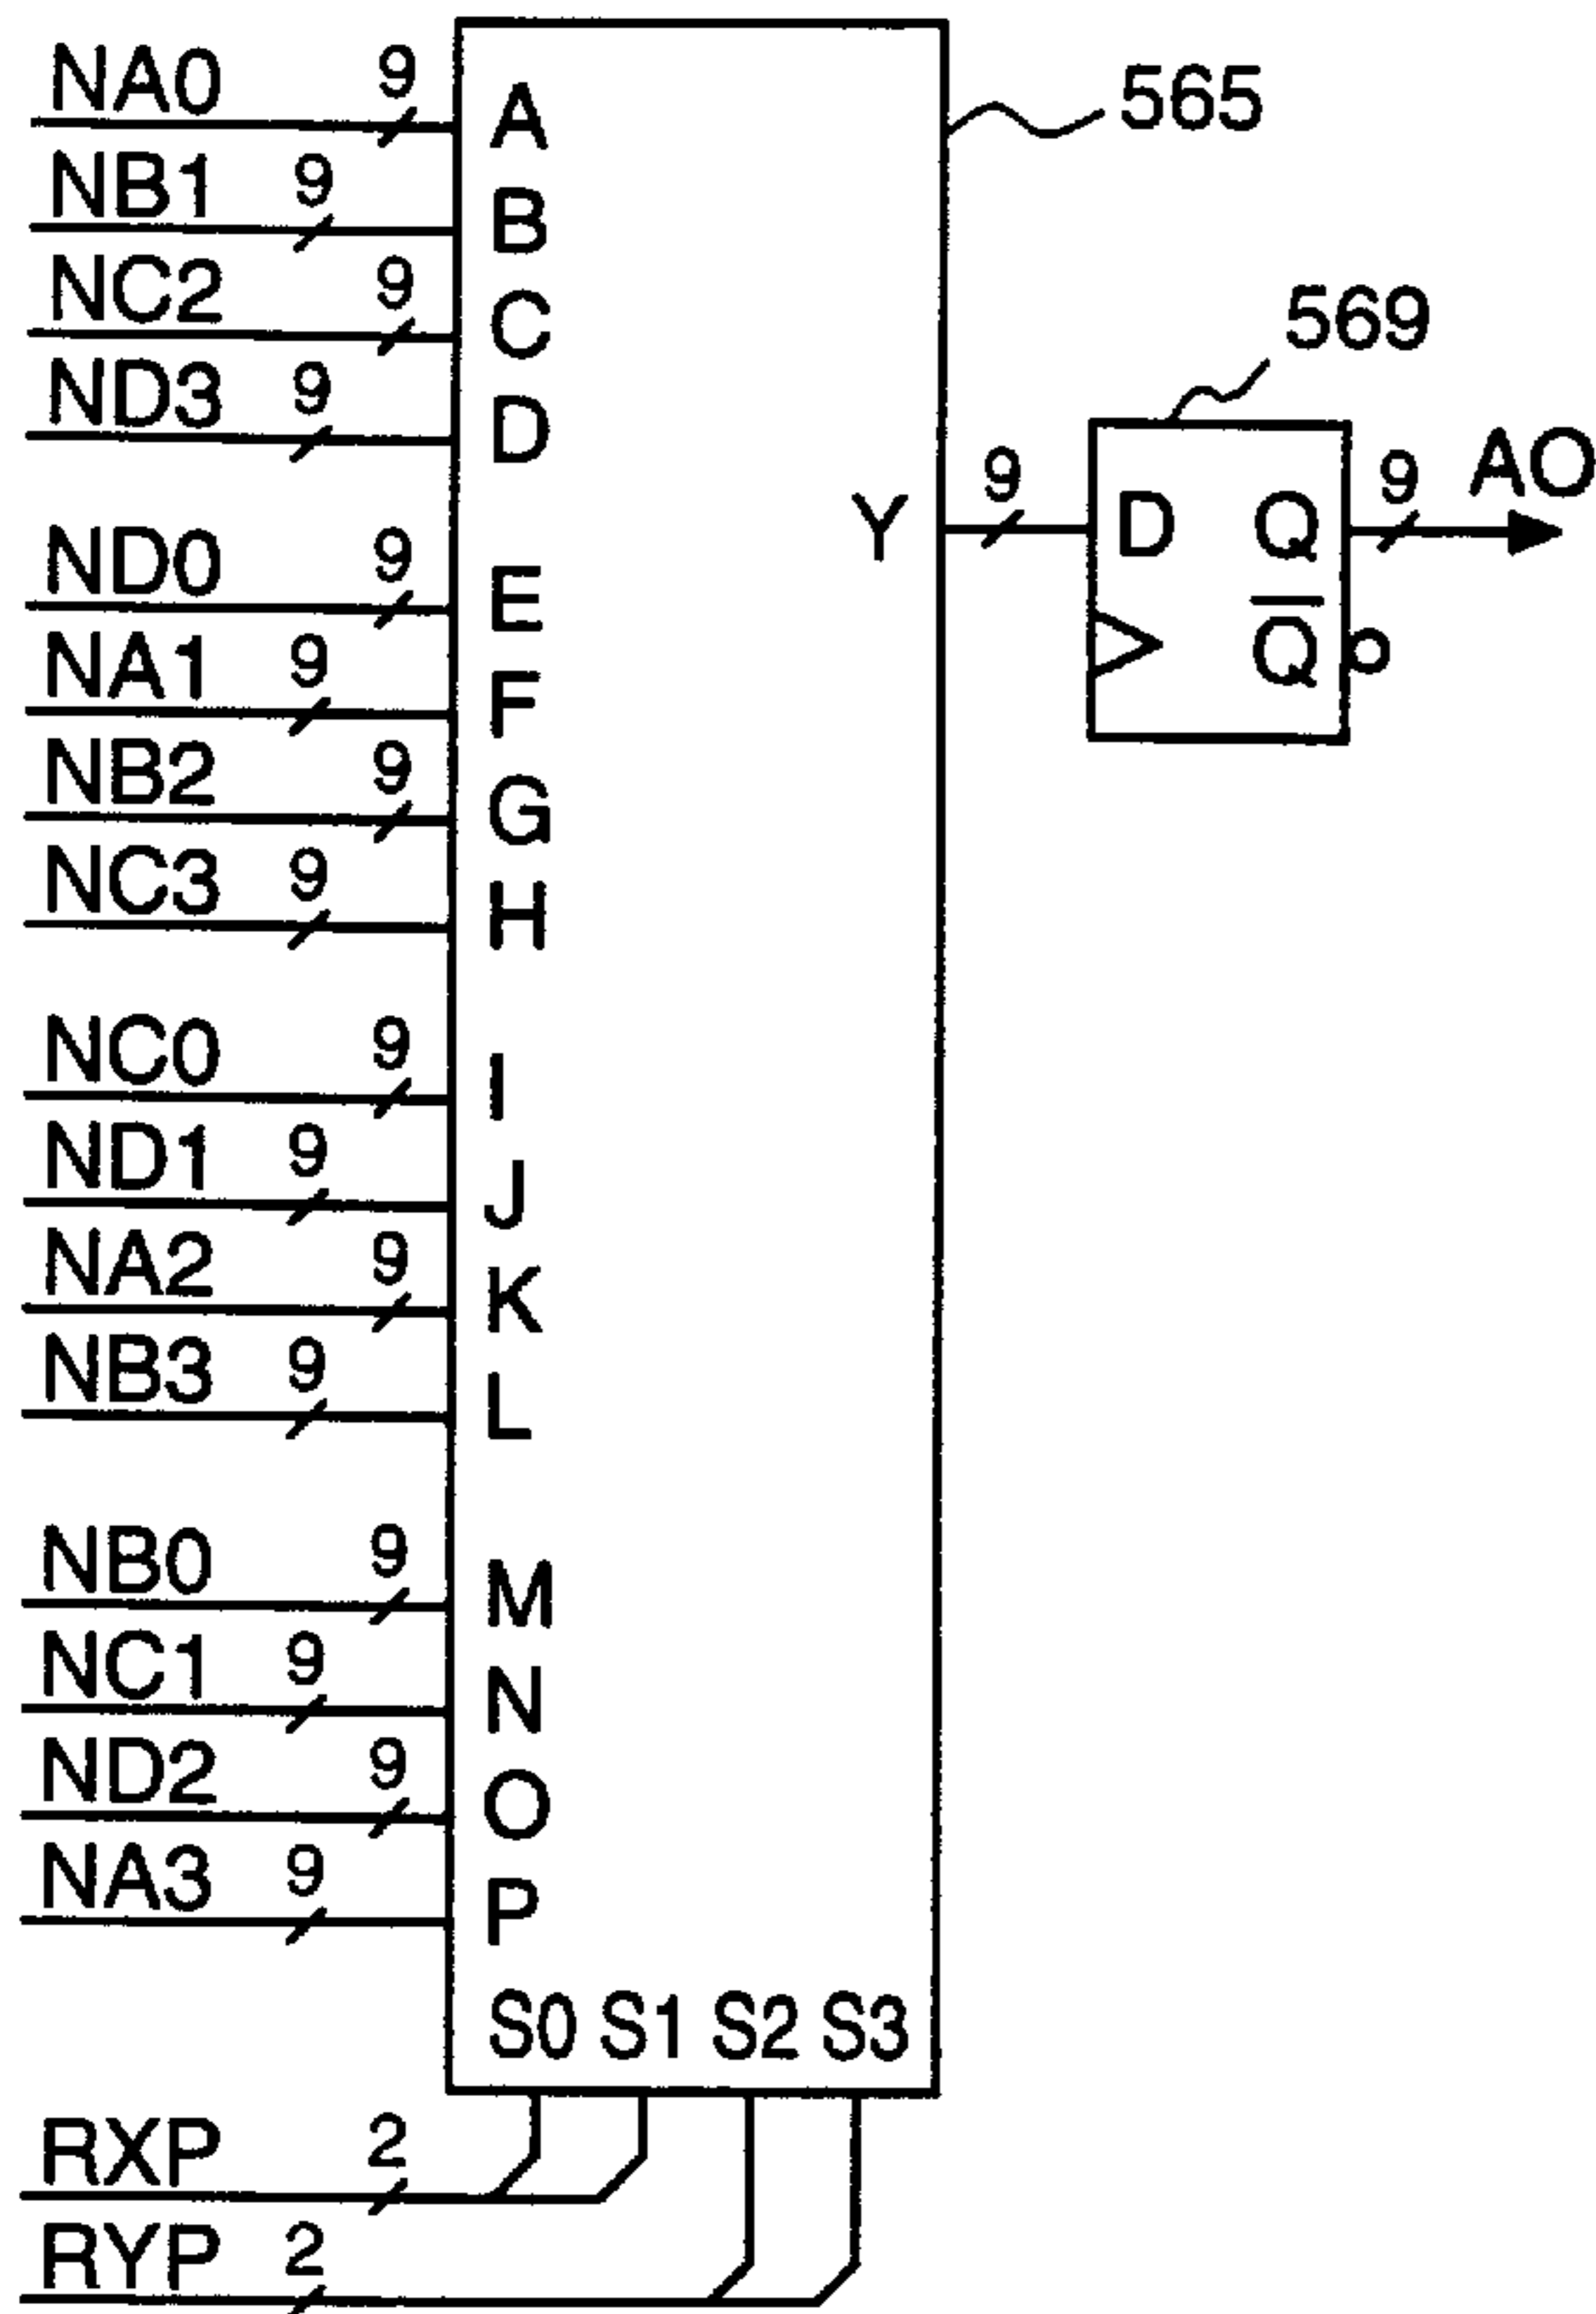 NA0 9 A 565
NB1 9 B
NC2 9 C 569
ND3 9 D
Y 9 D Q 9 AO
ND0 9 E
NA1 9 F Q
NB2 9 G
NC3 9 H
NC0 9 I
ND1 9 J
NA2 9 K
NB3 9 L
NB0 9 M
NC1 9 N
ND2 9 O
NA3 9 P
S0 S1 S2 S3
RXP 2
RYP 2